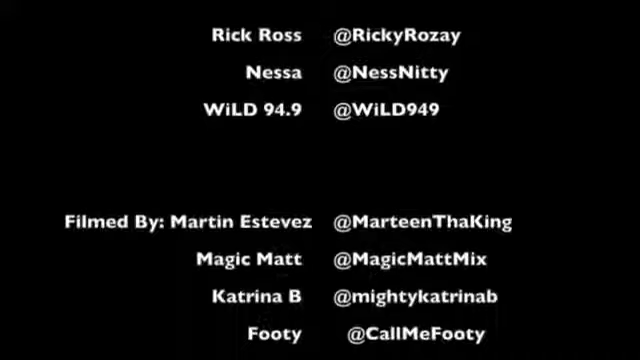 Rick Ross @RickyRozay
Nessa @NessNitty
WiLD 94.9 @WiLD949
Filmed By: Martin Estevez @MarteenThaKing
Magic Matt @MagicMattMix
Katrina B @mightykatrinab
Footy @CallMeFooty